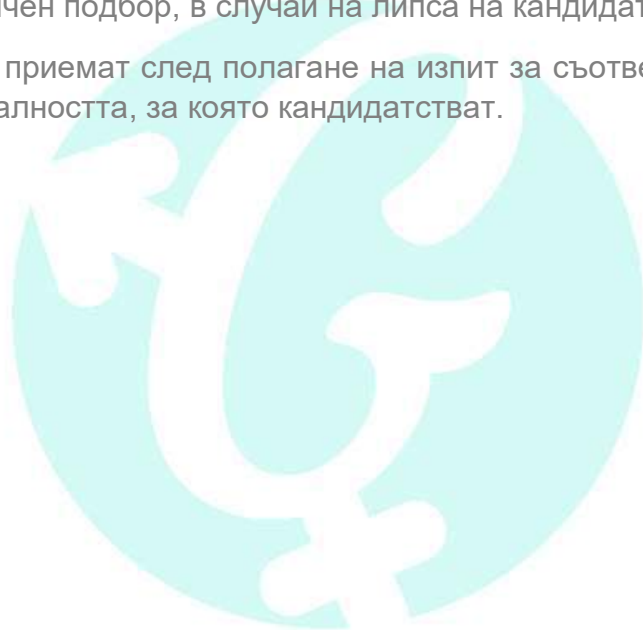 чен подбор, в случай на липса на кандидат
приемат след полагане на изпит за съотве
алността, за която кандидатстват.